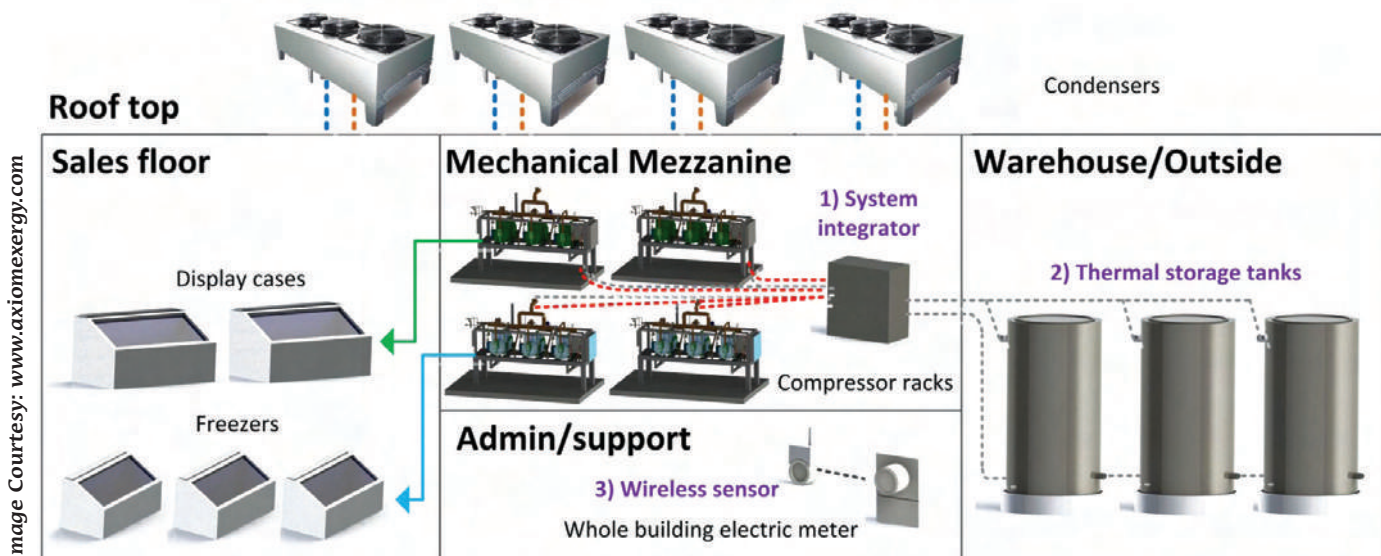 Roof top
Condensers
Sales floor
Display cases
Freezers
Mechanical Mezzanine
1) System
integrator
Compressor racks
Admin/support
3) Wireless sensor
Whole building electric meter
Warehouse/Outside
2) Thermal storage tanks
mage Courtesy: www.axiomexergy.com